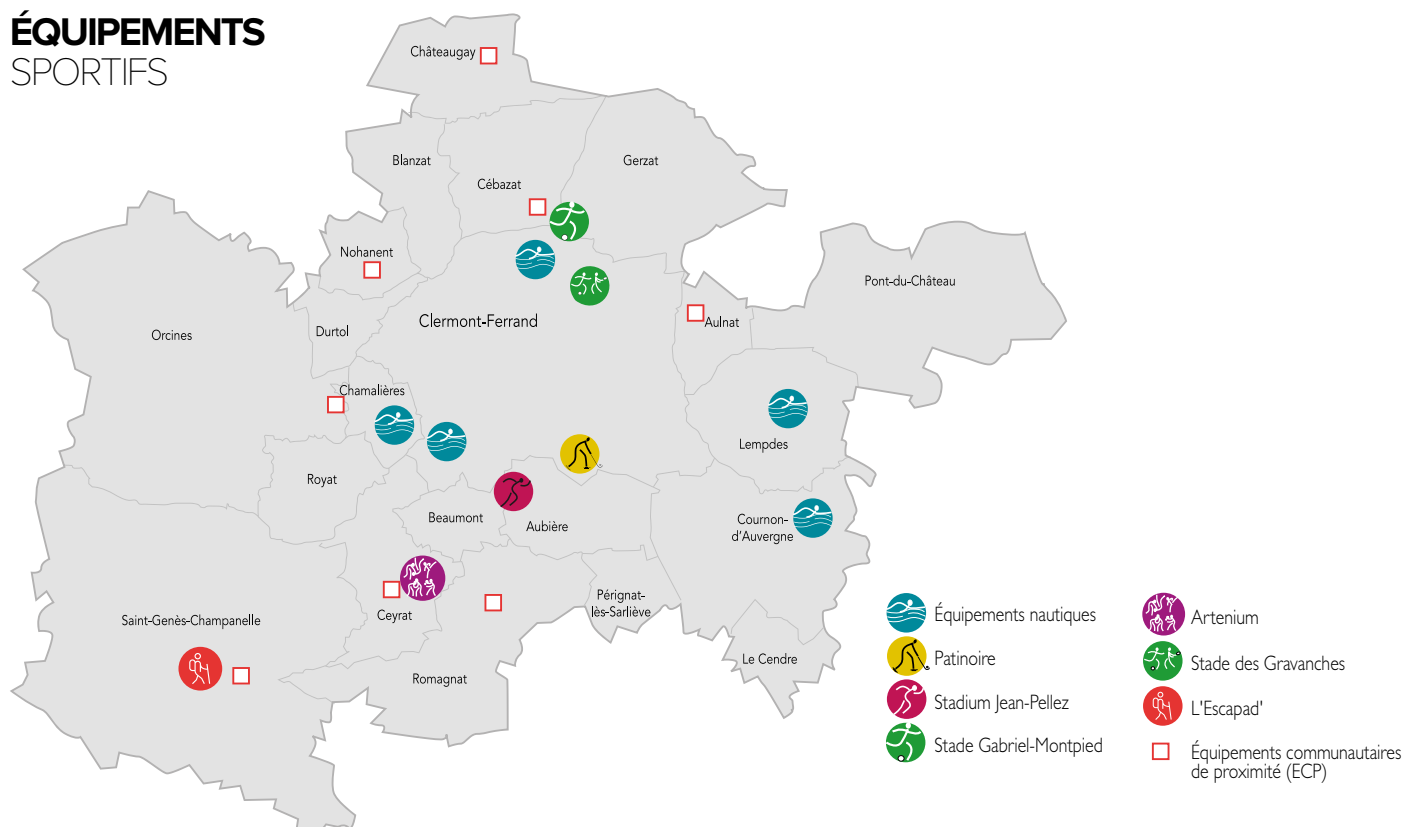 ÉQUIPEMENTS
SPORTIFS
Châteaugay
Blanzat
Gerzat
Cébazat
Nohanent
Pont-du-Château
Clermont-Ferrand
Aulnat
Durtol
Orcines
Chamalières
Lempdes
Royat
Beaumont
Aubière
Cournon-
d'Auvergne
Pérignat-
lès-Sarliève
Ceyrat
Saint-Genès-Champanelle
Le Cendre
Romagnat
Équipements nautiques
Patinoire
Stadium Jean-Pellez
Stade Gabriel-Montpied
Artenium
Stade des Gravanches
L'Escapad'
Équipements communautaires
de proximité (ECP)